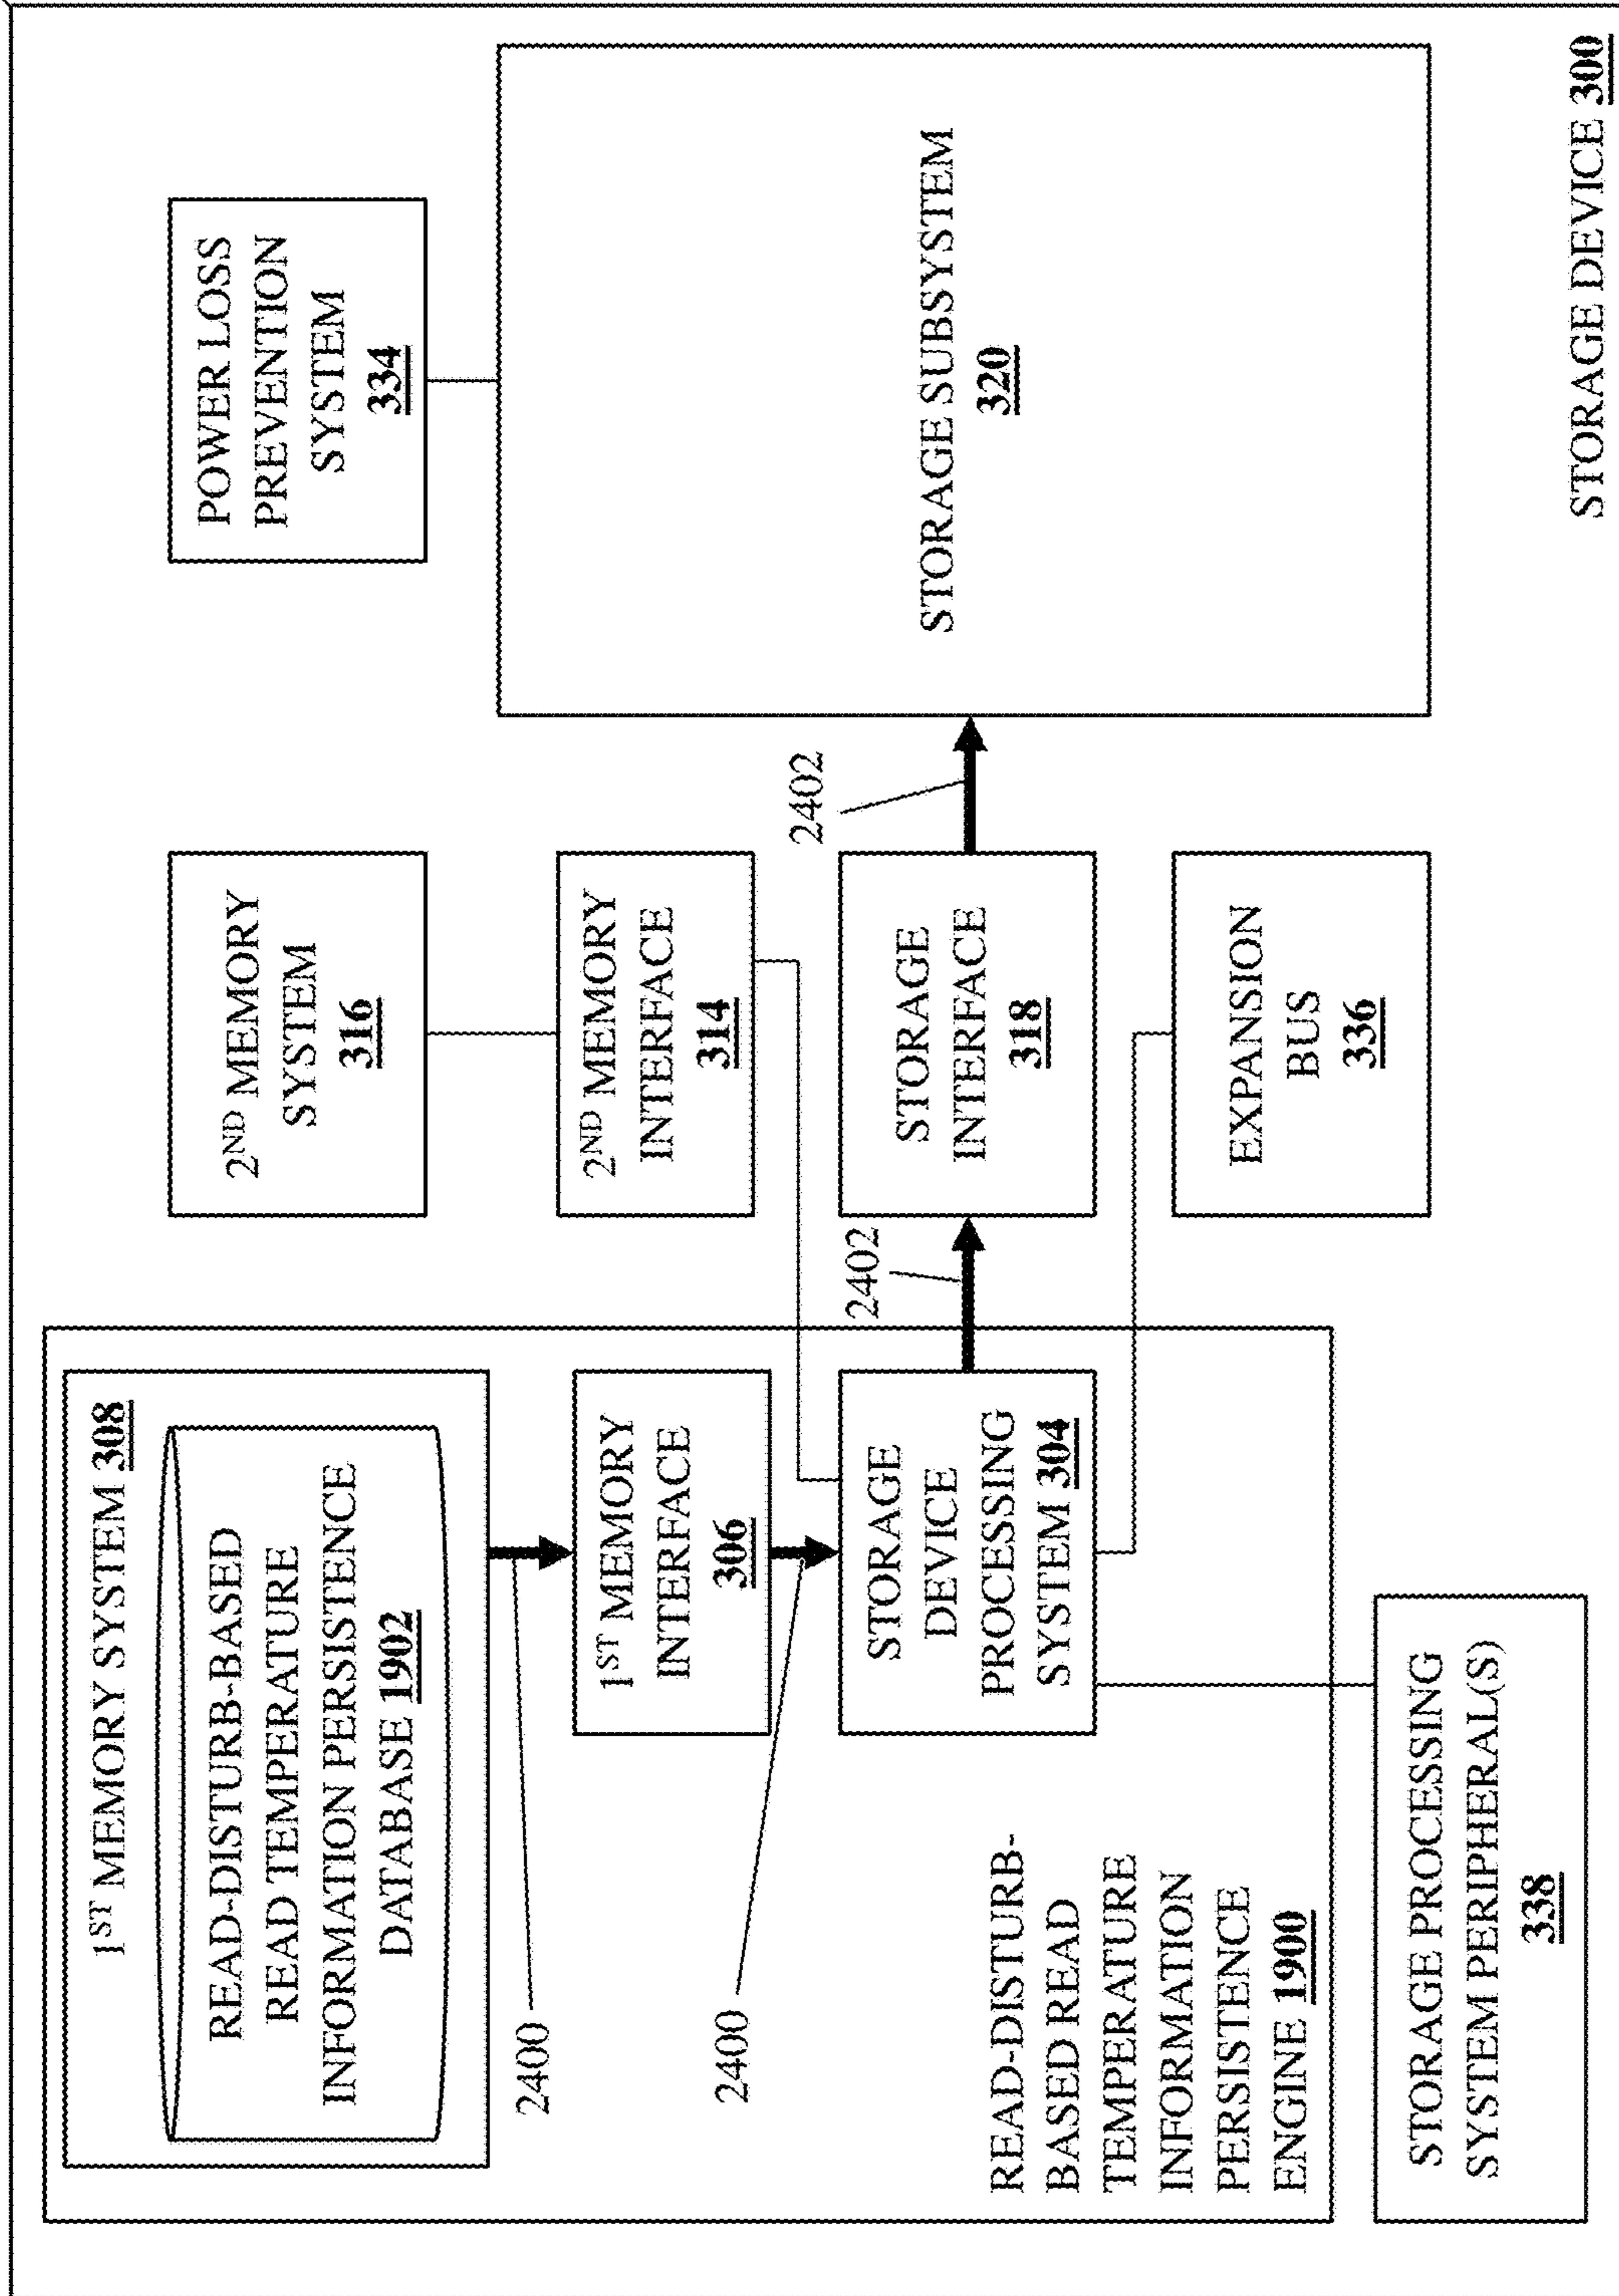 1ST MEMORY SYSTEM 308
READ-DISTURB-BASED
READ TEMPERATURE
INFORMATION PERSISTENCE
DATABASE 1902
2400
1ST MEMORY
INTERFACE
306
2400
STORAGE
DEVICE
PROCESSING
SYSTEM 304
READ-DISTURB-
BASED READ
TEMPERATURE
INFORMATION
PERSISTENCE
ENGINE 1900
STORAGE PROCESSING
SYSTEM PERIPHERAL(S)
338
2ND MEMORY
SYSTEM
316
2ND MEMORY
INTERFACE
314
2402
STORAGE
INTERFACE
318
2402
EXPANSION
BUS
336
POWER LOSS
PREVENTION
SYSTEM
334
STORAGE SUBSYSTEM
320
STORAGE DEVICE 300